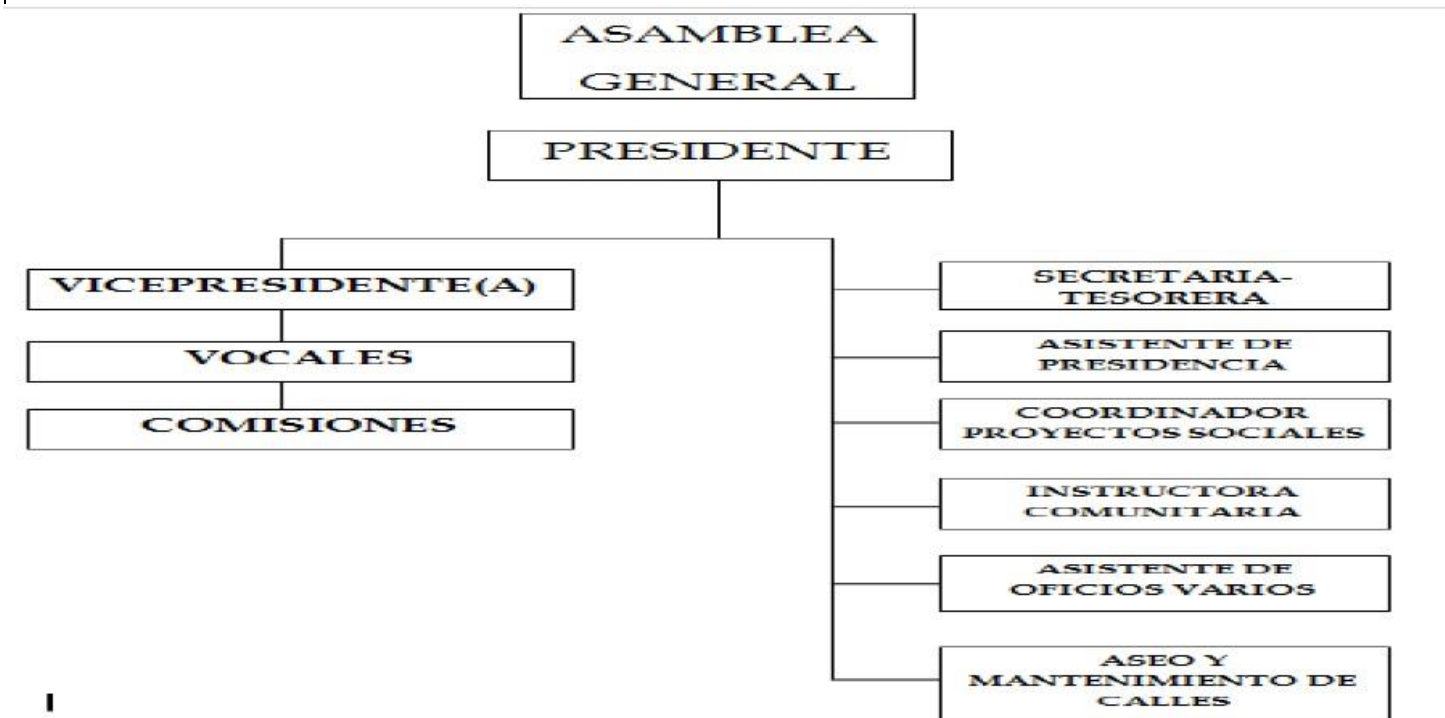 ASAMBLEA
GENERAL
PRESIDENTE
VICEPRESIDENTE(A)
VOCALES
COMISIONES
SECRETARIA-
TESORERA
ASISTENTE DE
PRESIDENCIA
COORDINADOR
PROYECTOS SOCIALES
INSTRUCTORA
COMUNITARIA
ASISTENTE DE
OFICIOS VARIOS
ASEO Y
MANTENIMIENTO DE
CALLES